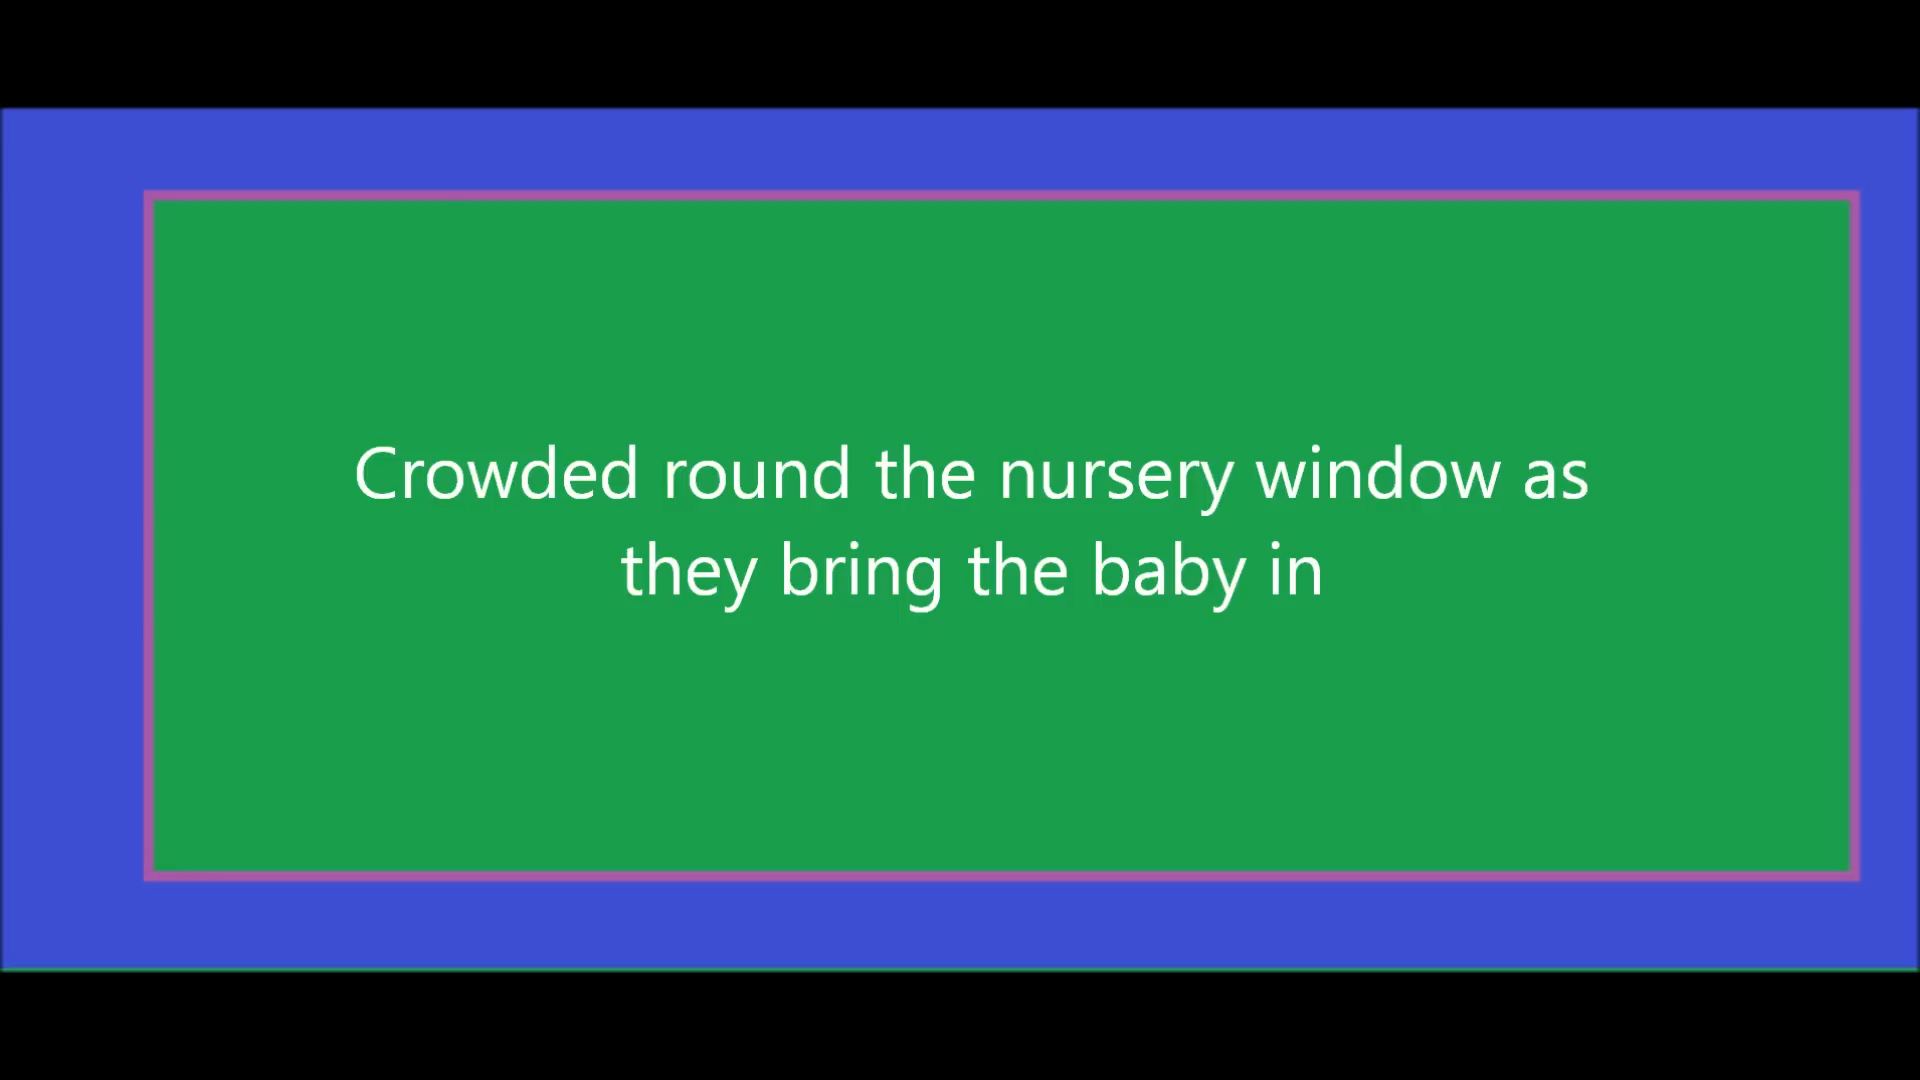 Crowded round the nursery window as
they bring the baby in